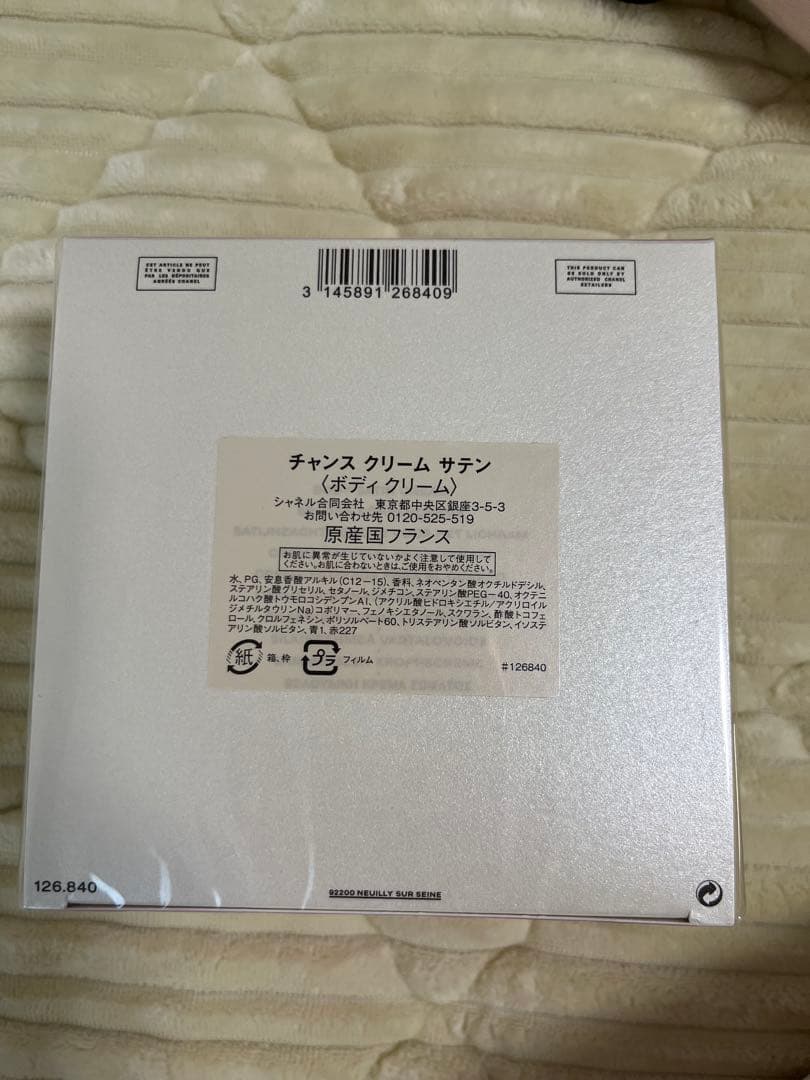 CET ARTICLE NE PEUT
ÊTRE VENDU QUE
PAR LES DÉPOSITAIRES
AGRÉÉS CHANEL
3 145891 268409
THIS PRODUCT CAN
BE SOLD ONLY BY
AUTHORIZED CHANEL
RETAILERS
チャンス クリーム サテン
〈ボディ クリーム〉
シャネル合同会社 東京都中央区銀座3-5-3
お問い合わせ先 0120-525-519
原産国フランス
お肌に異常が生じていないかよく注意して使用して
ください。お肌に合わないときは、ご使用をおやめください。
水、PG、安息香酸アルキル(C12-15)、香料、ネオペンタン酸オクチルドデシル、
ステアリン酸グリセリル、セタノール、ジメチコン、ステアリン酸PEG-40、オクテニ
ルコハク酸トウモロコシデンプンAl、(アクリル酸ヒドロキシエチル/アクリロイル
ジメチルタウリンNa)コポリマー、フェノキシエタノール、スクワラン、酢酸トコフェ
ロール、クロルフェネシン、ポリソルベート60、トリステアリン酸ソルビタン、イソステ
アリン酸ソルビタン、青1、赤227
紙 箱、枠 プラ フィルム
#126840
126.840
92200 NEUILLY SUR SEINE